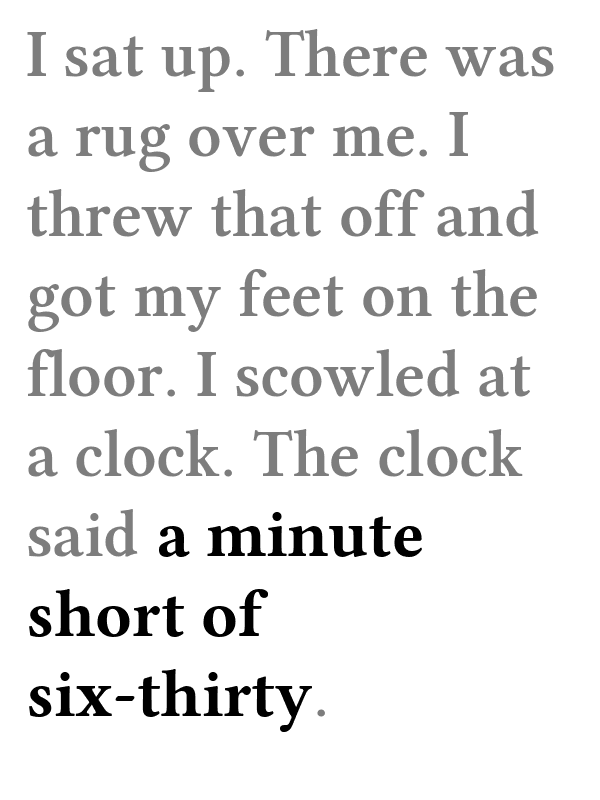 I sat up. There was
a rug over me. I
threw that off and
got my feet on the
floor. I scowled at
a clock. The clock
said a minute
short of
six-thirty.